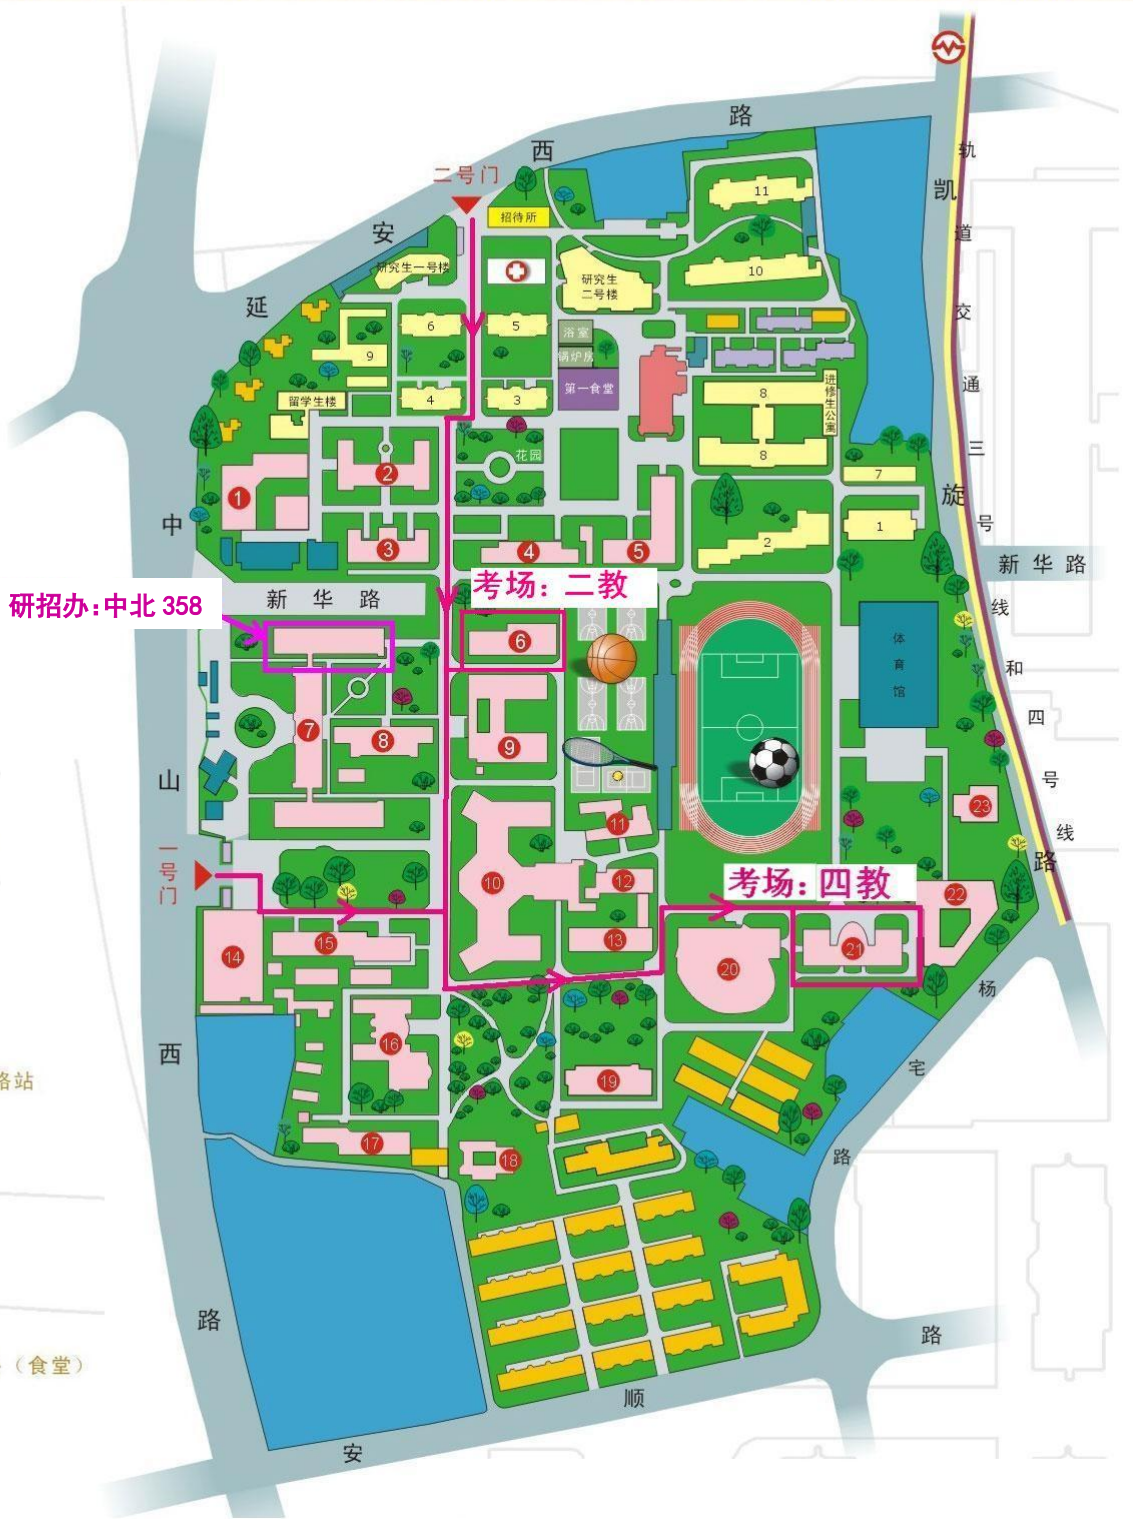 路
西
二号门
招待所
安
凯
轨道交通三号线和四号线
11
研究生一号楼
研究生
二号楼
10
延
6
5
浴室
锅炉房
9
第一食堂
留学生楼
4
3
8
进修生公寓
花园
8
2
1
7
旋
1
中
3
4
5
2
新华路
考场：二教
研招办：中北 358
新华路
6
体育馆
7
8
9
山
23
11
一号门
路
考场：四教
10
12
22
13
15
14
21
20
杨
16
西
宅
路站
19
17
18
路
路
路
（食堂）
顺
安